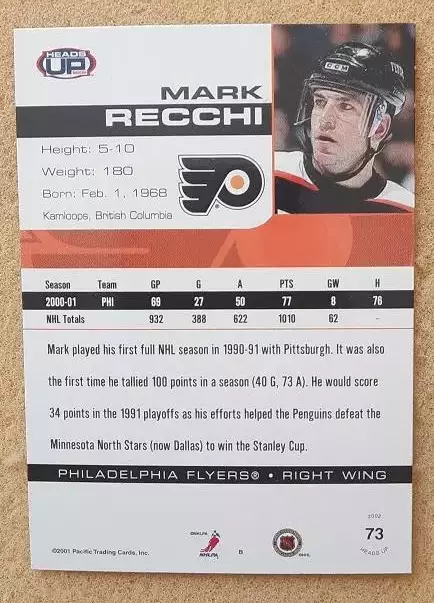 HEADS
UP
MARK
RECCHI
CCM
Height: 5-10
Weight: 180
Born: Feb. 1, 1968
Kamloops, British Columbia
Season Team GP G A PTS GW H
2000-01 PHI 69 27 50 77 8 76
NHL Totals 932 388 622 1010 62 -
Mark played his first full NHL season in 1990-91 with Pittsburgh. It was also
the first time he tallied 100 points in a season (40 G, 73 A). He would score
34 points in the 1991 playoffs as his efforts helped the Penguins defeat the
Minnesota North Stars (now Dallas) to win the Stanley Cup.
PHILADELPHIA FLYERS® • RIGHT WING
2002
73
HEADS UP
©2001 Pacific Trading Cards, Inc.
©NHLPA
NHLPA
B
©NHL